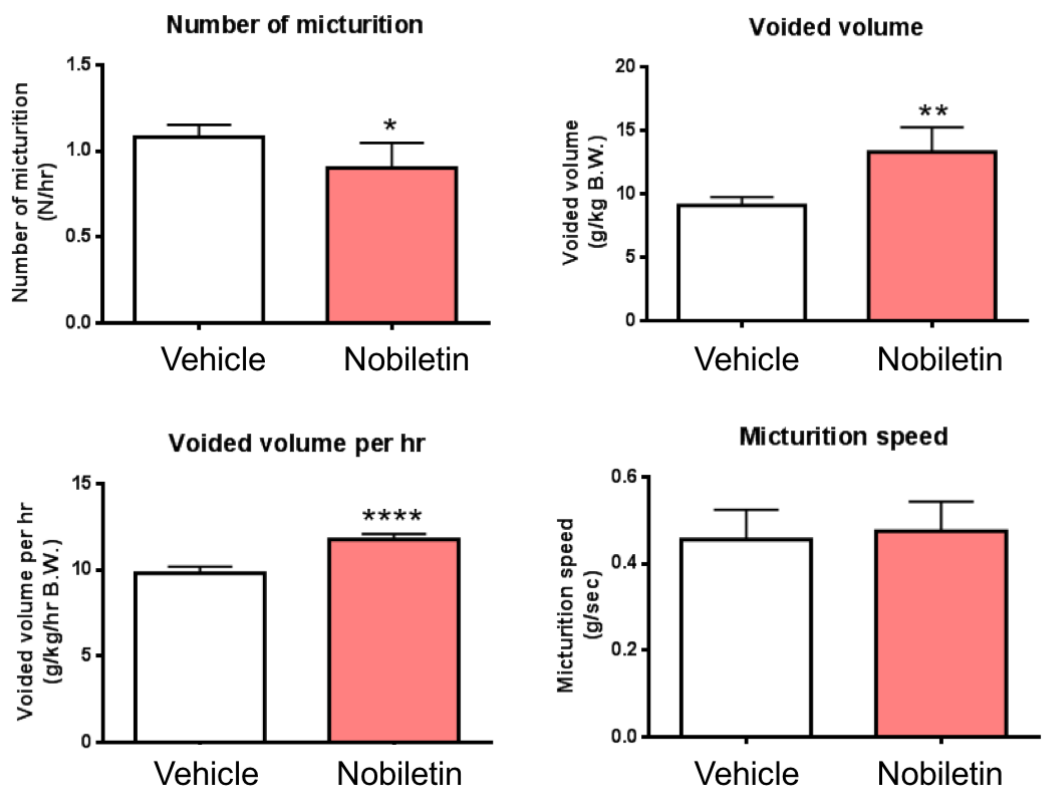 Number of micturition
Number of micturition
(N/hr)
1.5
1.0
0.5
0.0
*
Vehicle
Nobiletin
Voided volume
Voided volume
(g/kg B.W.)
20
15
10
5
0
**
Vehicle
Nobiletin
Voided volume per hr
Voided volume per hr
(g/kg/hr B.W.)
15
10
5
0
****
Vehicle
Nobiletin
Micturition speed
Micturition speed
(g/sec)
0.6
0.4
0.2
0.0
Vehicle
Nobiletin